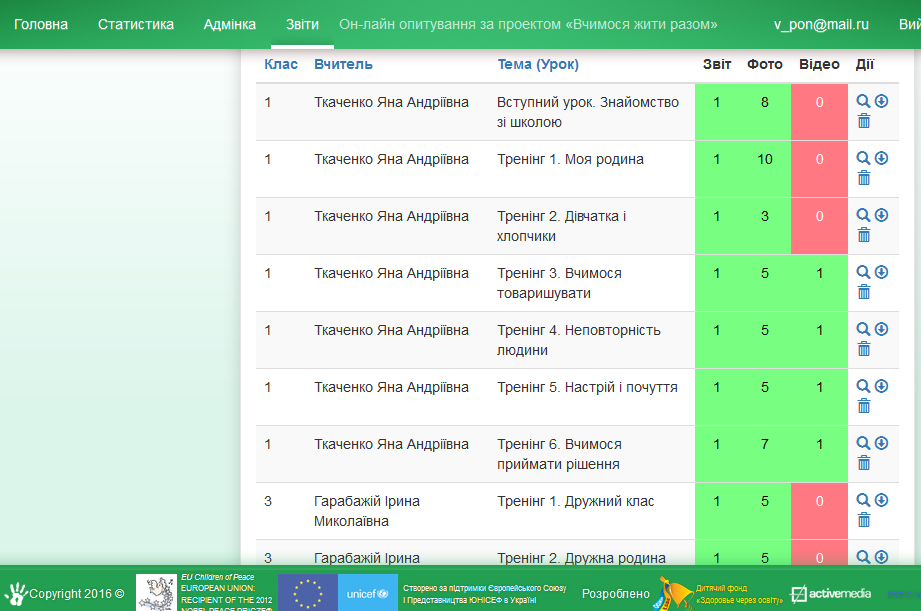 Головна Статистика Адмінка Звіти Он-лайн опитування за проектом «Вчимося жити разом» v_pon@mail.ru
Клас Вчитель Тема (Урок) Звіт Фото Відео Дії
1 Ткаченко Яна Андріївна Вступний урок. Знайомство 1 8 0
зі школою
1 Ткаченко Яна Андріївна Тренінг 1. Моя родина 1 10 0
1 Ткаченко Яна Андріївна Тренінг 2. Дівчатка і 1 3 0
хлопчики
1 Ткаченко Яна Андріївна Тренінг 3. Вчимося 1 5 1
товаришувати
1 Ткаченко Яна Андріївна Тренінг 4. Неповторність 1 5 1
людини
1 Ткаченко Яна Андріївна Тренінг 5. Настрій і почуття 1 5 1
1 Ткаченко Яна Андріївна Тренінг 6. Вчимося 1 7 1
приймати рішення
3 Гарабажій Ірина Тренінг 1. Дружний клас 1 5 0
Миколаївна
3 Гарабажій Ірина Тренінг 2. Дружна родина 1 5 0
Copyright 2016 ©
EU Children of Peace
EUROPEAN UNION:
RECIPIENT OF THE 2012
NOBEL PEACE PRIZE
unicef
Створено за підтримки Європейського Союзу
і Представництва ЮНІСЕФ в Україні
Розроблено
Дитячий фонд
«Здоровье через освіту»
activemedia